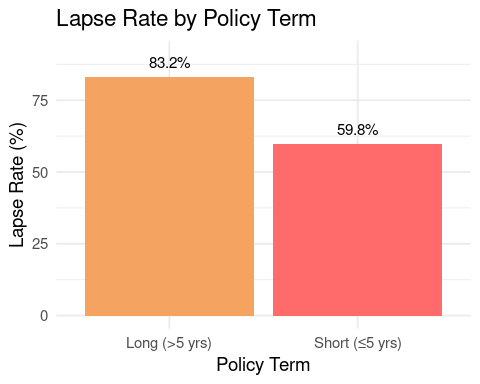 Lapse Rate by Policy Term
83.2%
59.8%
75
50
25
0
Lapse Rate (%)
Long (>5 yrs)
Short (≤5 yrs)
Policy Term